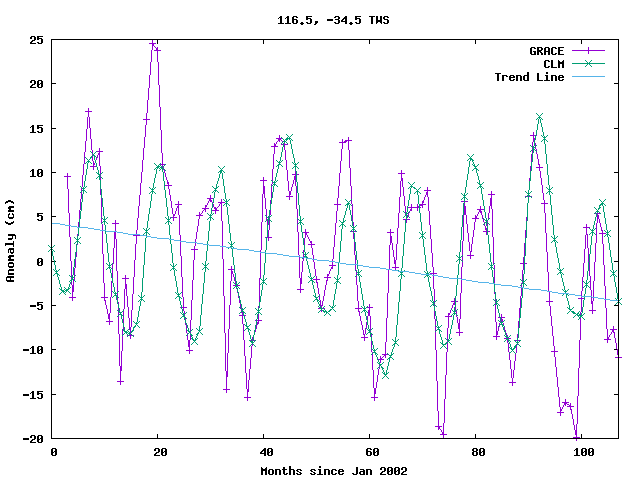 116.5, -34.5 TWS
GRACE
CLM
Trend Line
25
20
15
10
5
0
-5
-10
-15
-20
Anomaly (cm)
0 20 40 60 80 100
Months since Jan 2002